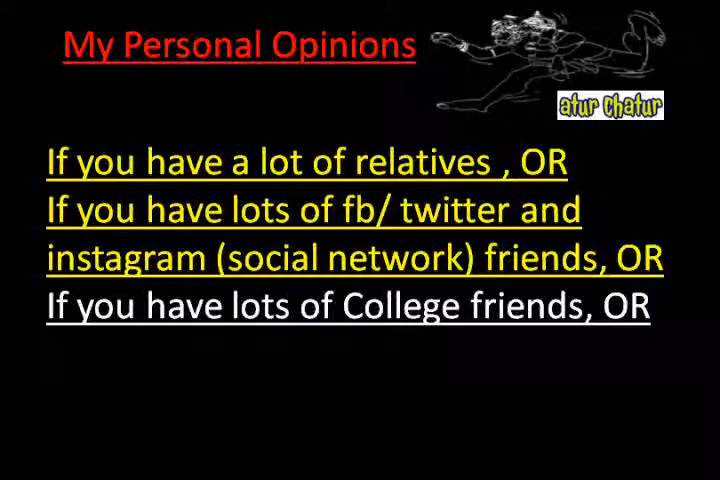 My Personal Opinions
atur chatur
If you have a lot of relatives , OR
If you have lots of fb/ twitter and
instagram (social network) friends, OR
If you have lots of College friends, OR